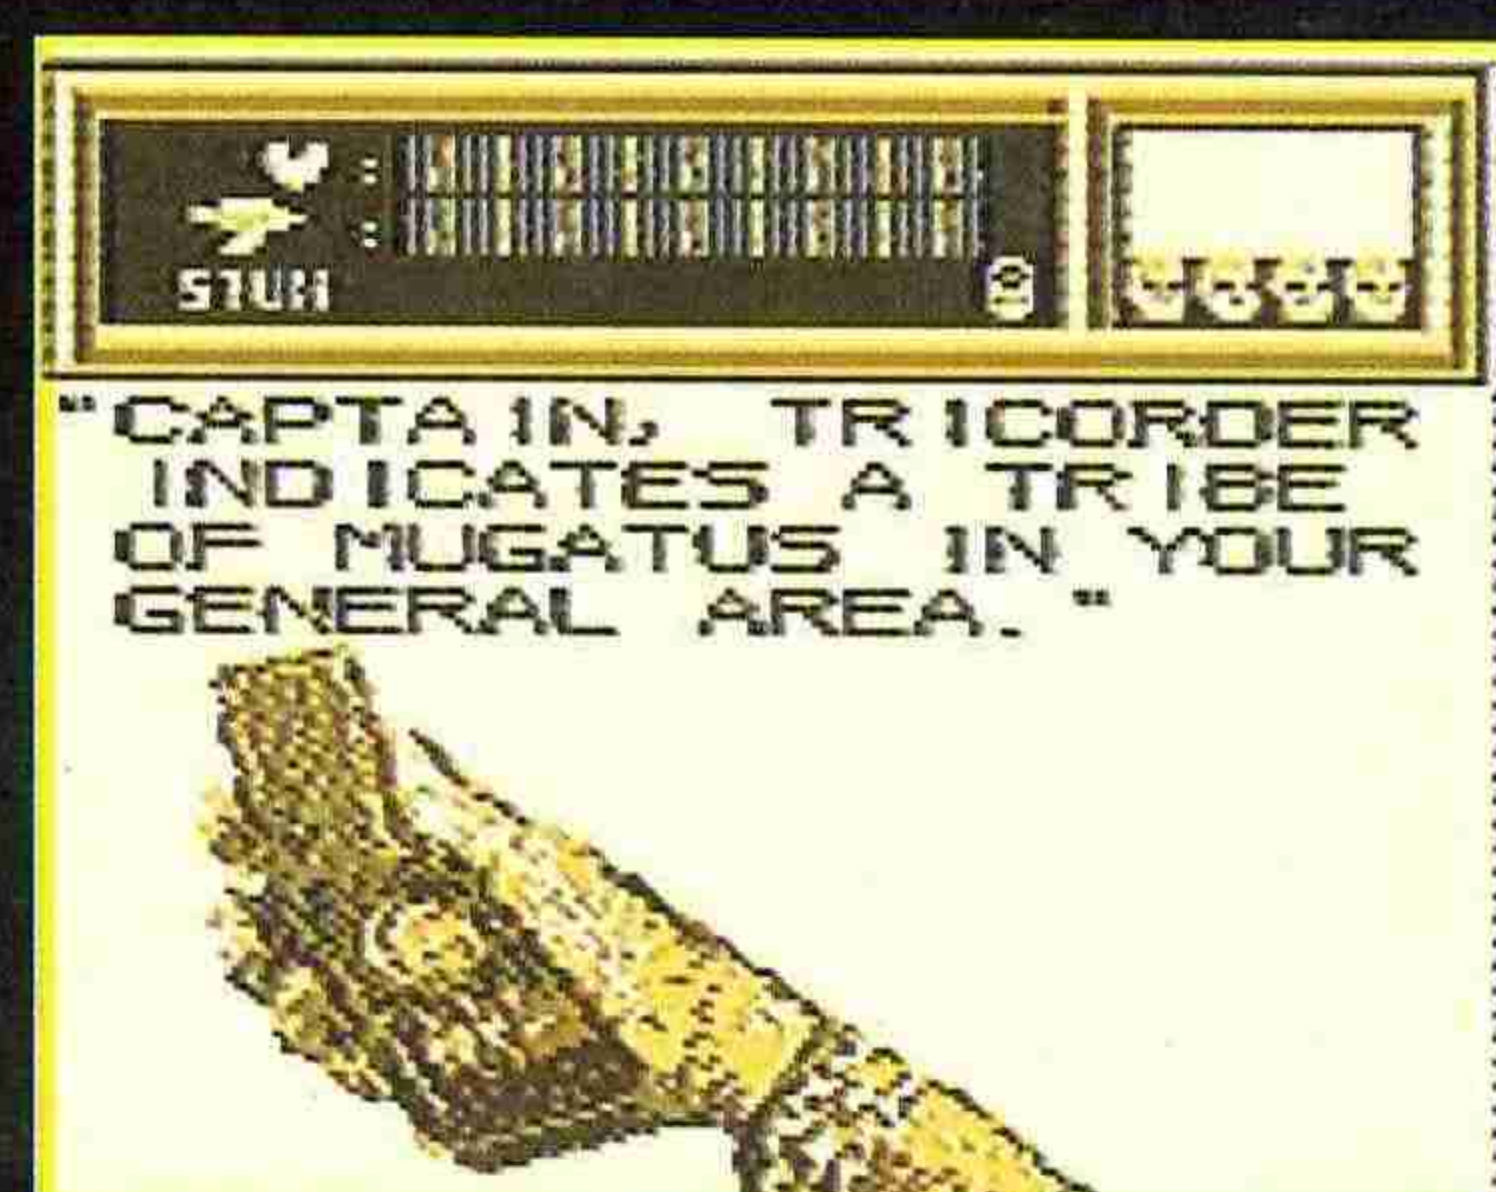 STUN
"CAPTAIN, TRICORDER
INDICATES A TRIBE
OF MUGATUS IN YOUR
GENERAL AREA."